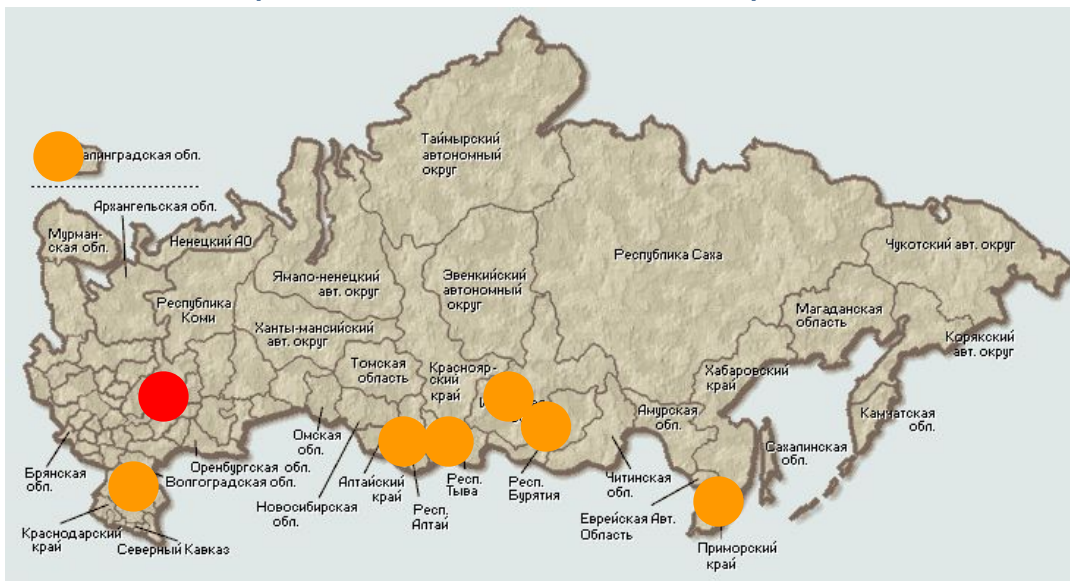 Таймырский
автономный
округ
алинградская обл.
Архангельская обл.
Мурман-
ская обл.
Ненецкий АО
Республика Саха
Чукотский авт. округ
Ямало-ненецкий
авт. округ
Эвенкийский
автономный
округ
Республика
Коми
Магаданская
область
Ханты-мансийский
авт. округ
Корякский
авт. округ
Томская
область
Краснояр-
ский
край
Хабаровский
край
Амурская
обл.
Камчатская
обл.
Омская
обл.
Сахалинская
обл.
Брянская
обл.
Оренбургская обл.
Волгоградская обл.
Алтайский
край
Респ.
Тыва
Респ.
Бурятия
Читинская
обл.
Новосибирская
обл.
Респ.
Алтай
Еврейская Авт.
Область
Краснодарский
край
Северный Кавказ
Приморский
край